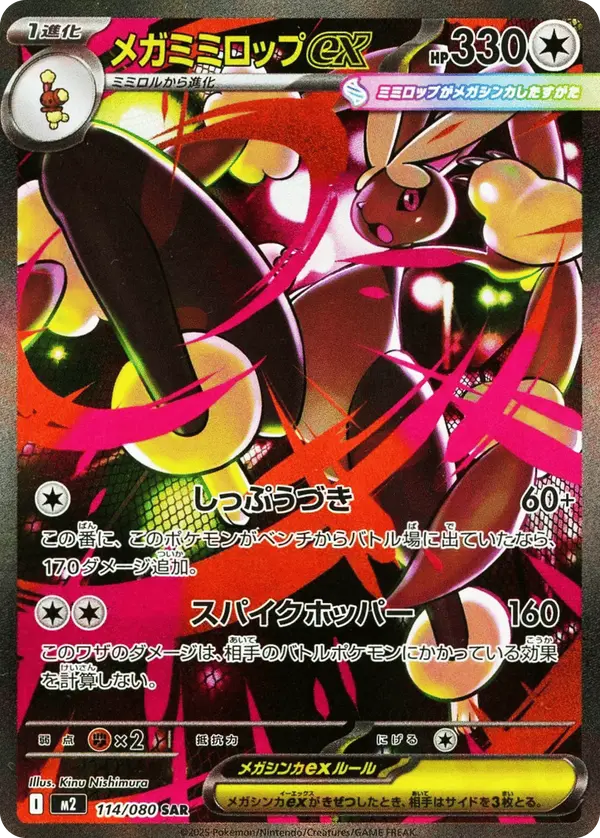 1進化
メガミミロップex
HP330
ミミロルから進化
ミミロップがメガシンカしたすがた
しっぷうづき 60+
この番に、このポケモンがベンチからバトル場に出ていたなら、
170ダメージ追加。
スパイクホッパー 160
このワザのダメージは、相手のバトルポケモンにかかっている効果
を計算しない。
弱点 ×2 抵抗力 にげる
Illus. Kinu Nishimura
メガシンカexルール
メガシンカexがきぜつしたとき、相手はサイドを3枚とる。
I M2 114/080 SAR
©2025 Pokémon/Nintendo/Creatures/GAME FREAK.